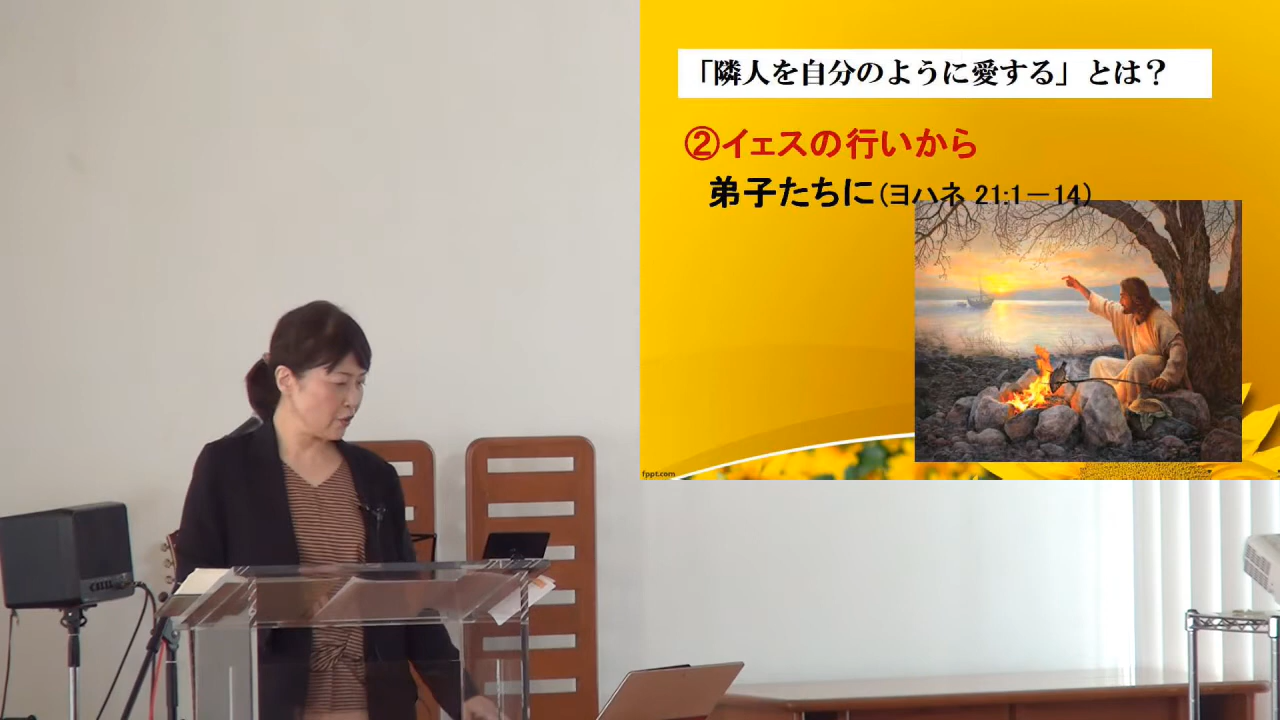 「隣人を自分のように愛する」とは？
②イエスの行いから
弟子たちに(ヨハネ 21:1－14)
fppt.com